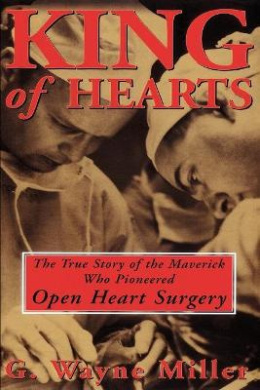 KING
of HEARTS
The True Story of the Maverick
Who Pioneered
Open Heart Surgery
G. Wayne Miller